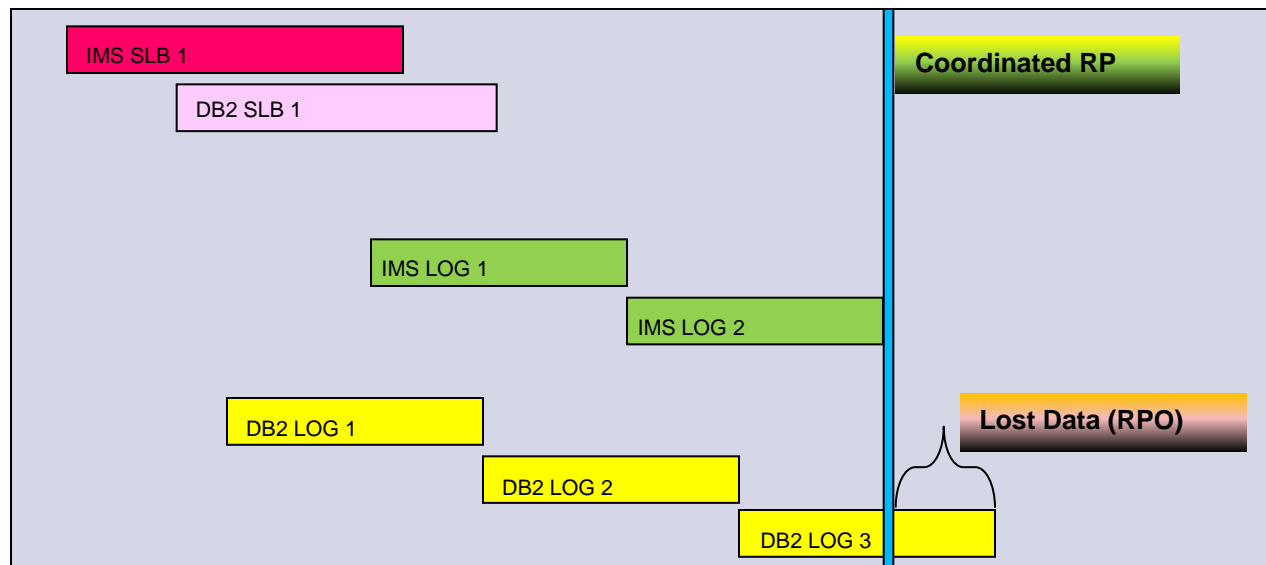 IMS SLB 1
Coordinated RP
DB2 SLB 1
IMS LOG 1
IMS LOG 2
DB2 LOG 1
Lost Data (RPO)
DB2 LOG 2
DB2 LOG 3